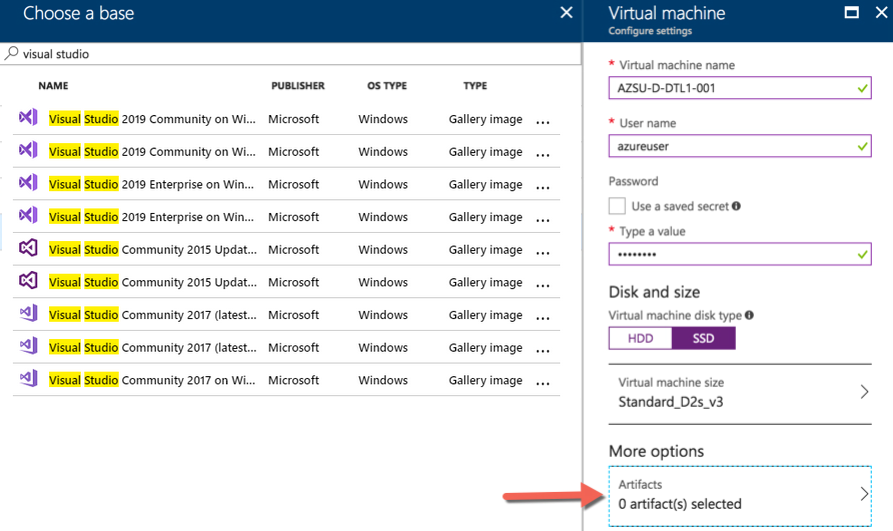 Choose a base
visual studio
NAME PUBLISHER OS TYPE TYPE
Visual Studio 2019 Community on Wi... Microsoft Windows Gallery image ...
Visual Studio 2019 Community on Wi... Microsoft Windows Gallery image ...
Visual Studio 2019 Enterprise on Win... Microsoft Windows Gallery image ...
Visual Studio 2019 Enterprise on Win... Microsoft Windows Gallery image ...
Visual Studio Community 2015 Updat... Microsoft Windows Gallery image ...
Visual Studio Community 2015 Updat... Microsoft Windows Gallery image ...
Visual Studio Community 2017 (latest... Microsoft Windows Gallery image ...
Visual Studio Community 2017 (latest... Microsoft Windows Gallery image ...
Visual Studio Community 2017 on Wi... Microsoft Windows Gallery image ...
Virtual machine
Configure settings
* Virtual machine name
AZSU-D-DTL1-001
* User name
azureuser
Password
Use a saved secret
* Type a value
••••••••
Disk and size
Virtual machine disk type
HDD SSD
Virtual machine size
Standard_D2s_v3
More options
Artifacts
0 artifact(s) selected